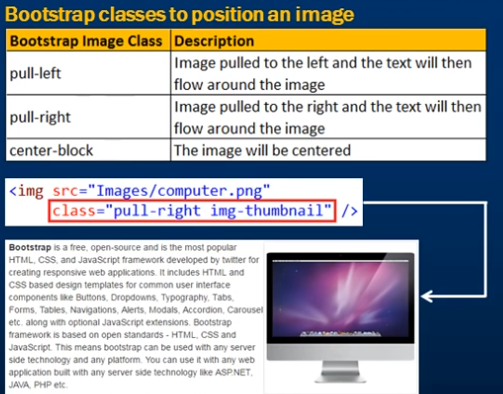 Bootstrap classes to position an image
Bootstrap Image Class Description
pull-left Image pulled to the left and the text will then
flow around the image
pull-right Image pulled to the right and the text will then
flow around the image
center-block The image will be centered
<img src="Images/computer.png"
class="pull-right img-thumbnail" />
Bootstrap is a free, open-source and is the most popular
HTML, CSS, and JavaScript framework developed by twitter for
creating responsive web applications. It includes HTML and
CSS based design templates for common user interface
components like Buttons, Dropdowns, Typography, Tabs,
Forms, Tables, Navigations, Alerts, Modals, Accordion, Carousel
etc. along with optional JavaScript extensions. Bootstrap
framework is based on open standards - HTML, CSS and
JavaScript. This means bootstrap can be used with any server
side technology and any platform. You can use it with any web
application built with any server side technology like ASP.NET,
JAVA, PHP etc.